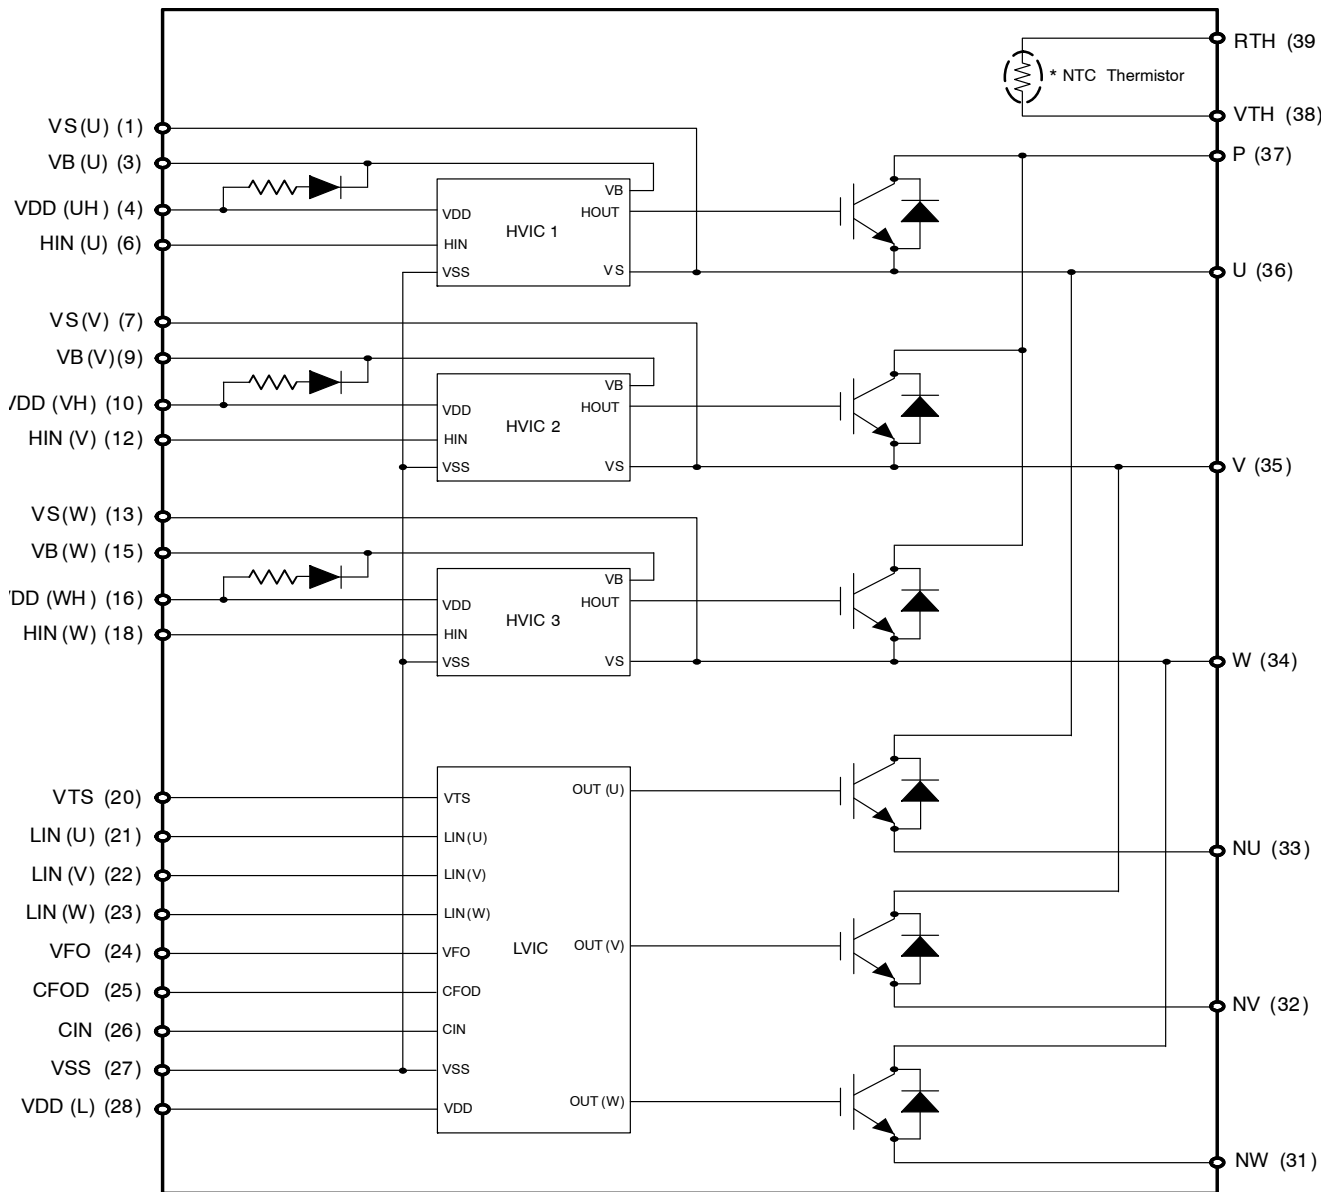 RTH (39
* NTC Thermistor
VTH (38)
P (37)
U (36)
V (35)
W (34)
NU (33)
NV (32)
NW (31)
VS(U) (1)
VB (U) (3)
VDD (UH) (4)
HIN (U) (6)
VS(V) (7)
VB (V)(9)
VDD (VH) (10)
HIN (V) (12)
VS(W) (13)
VB (W) (15)
DD (WH) (16)
HIN (W) (18)
VTS (20)
LIN (U) (21)
LIN (V) (22)
LIN (W) (23)
VFO (24)
CFOD (25)
CIN (26)
VSS (27)
VDD (L) (28)
VB
VDD
HOUT
HVIC 1
HIN
VSS
VS
VB
VDD
HOUT
HVIC 2
HIN
VSS
VS
VB
VDD
HOUT
HVIC 3
HIN
VSS
VS
VTS
OUT (U)
LIN(U)
LIN(V)
LIN(W)
VFO
LVIC
OUT (V)
CFOD
CIN
VSS
VDD
OUT (W)